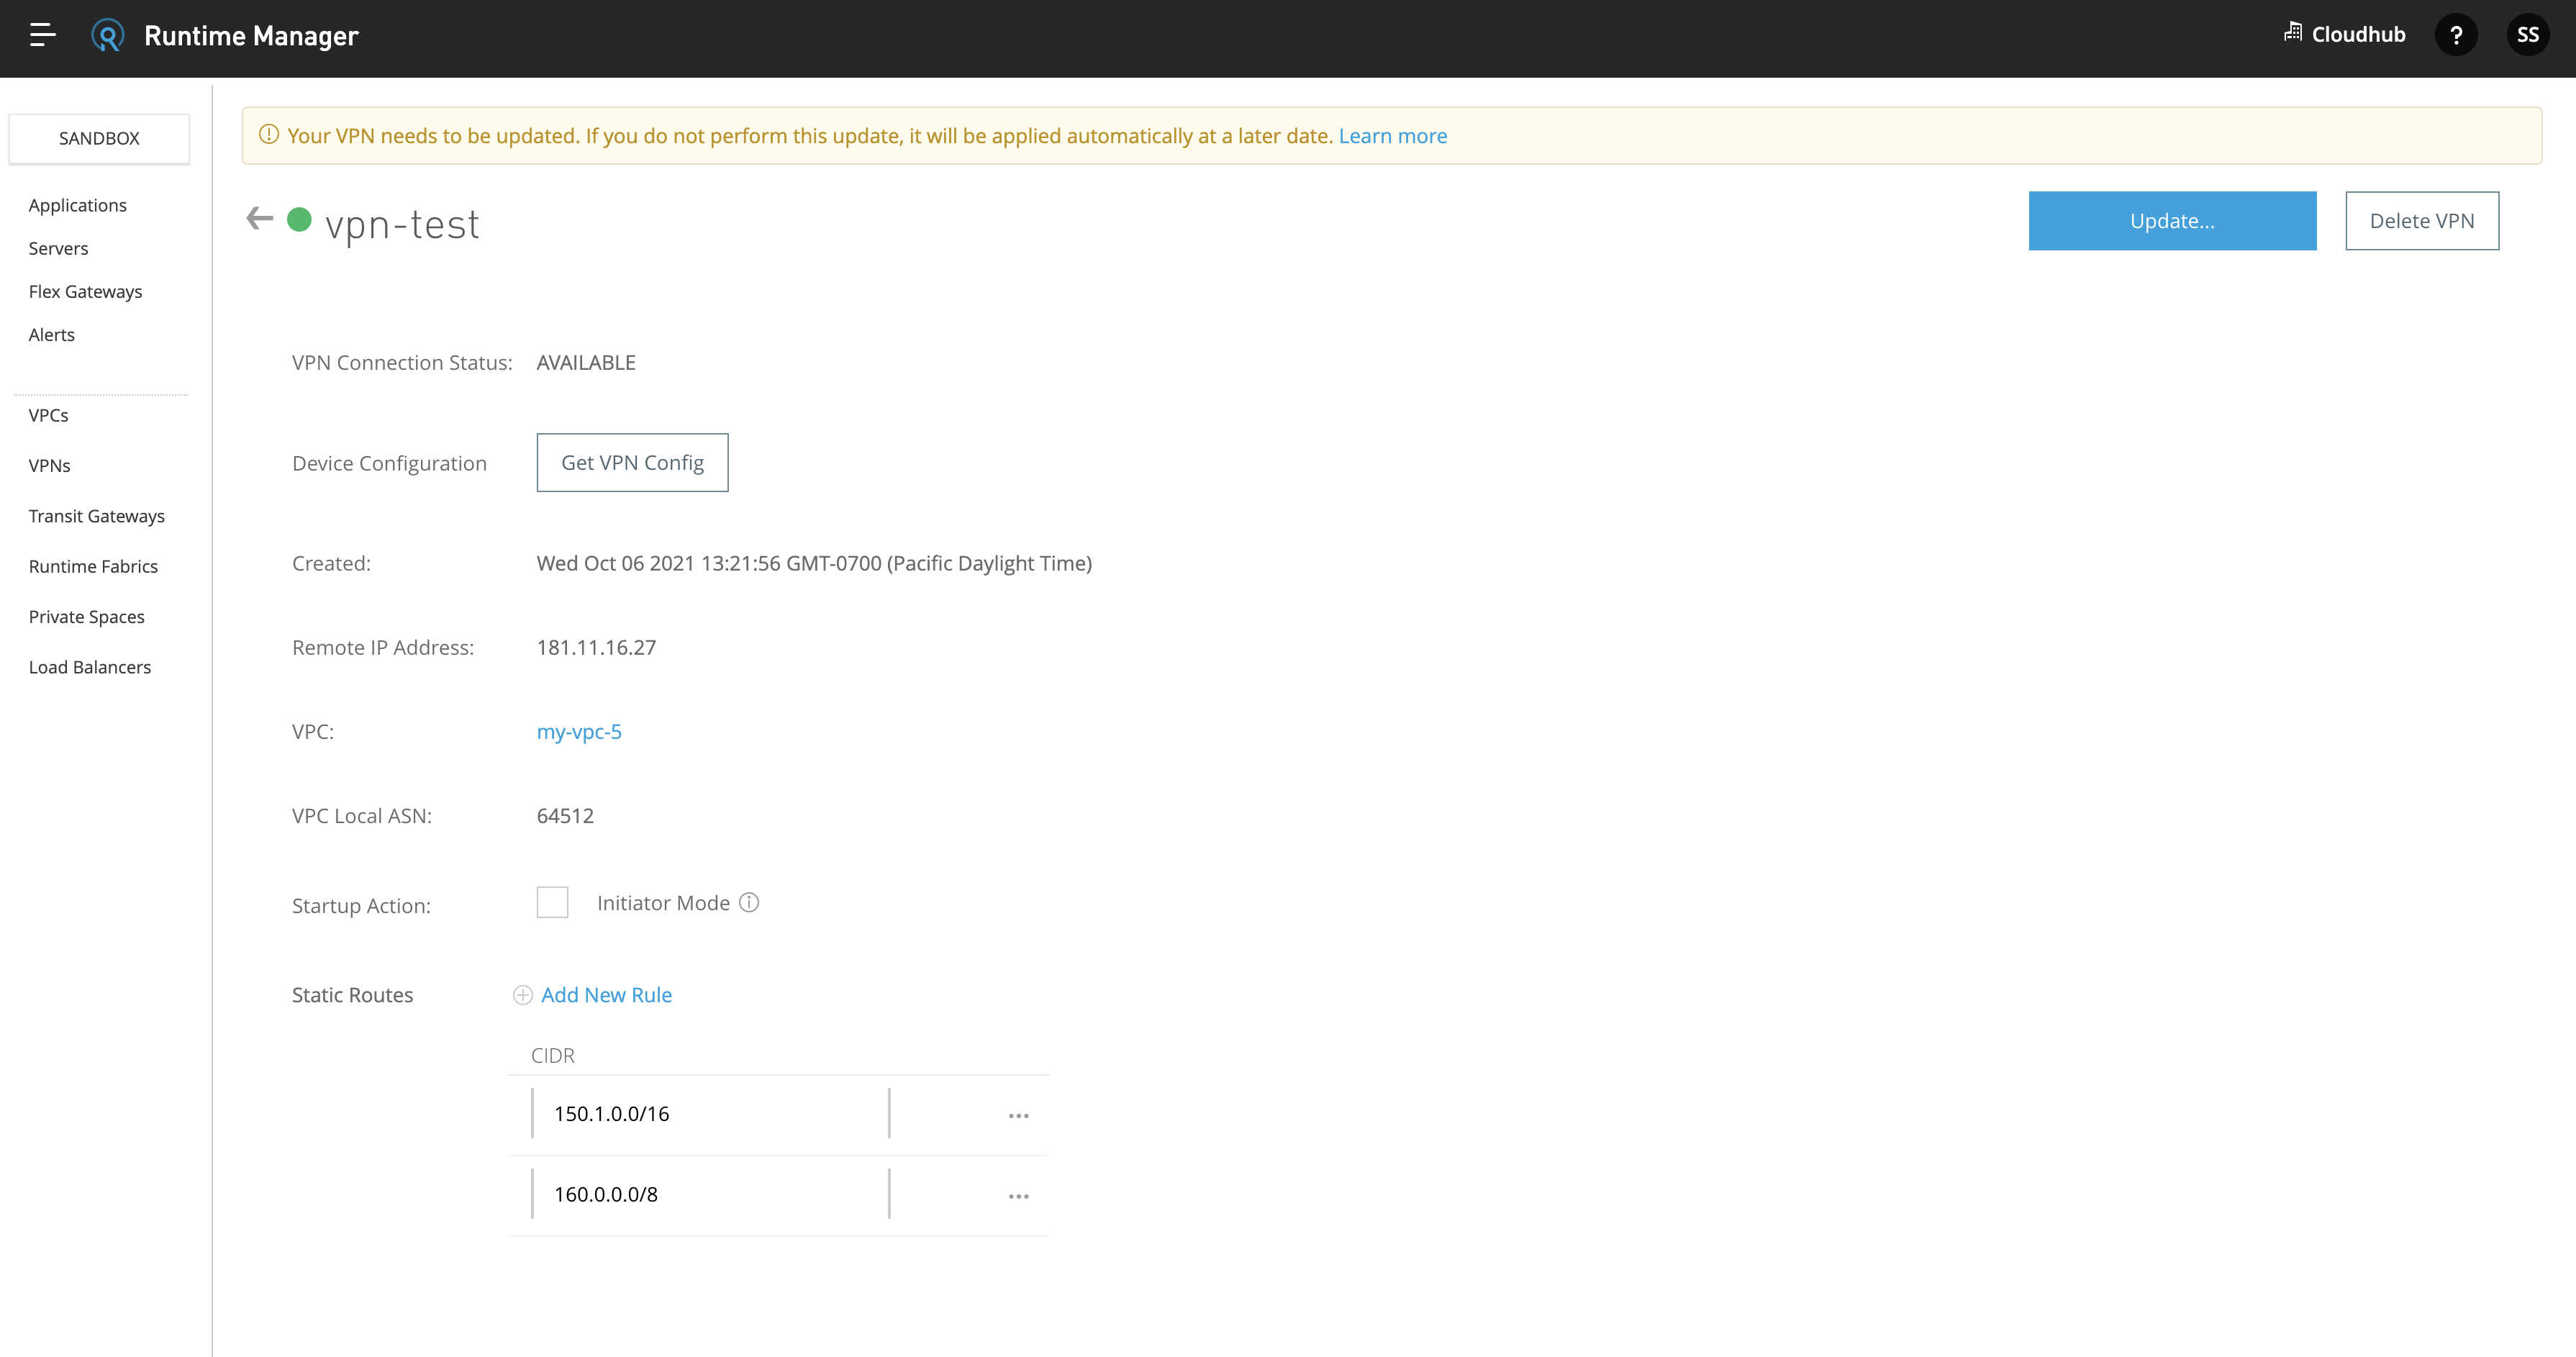 Runtime Manager
Cloudhub
?
SS
SANDBOX
Applications
Servers
Flex Gateways
Alerts
VPCs
VPNs
Transit Gateways
Runtime Fabrics
Private Spaces
Load Balancers
Your VPN needs to be updated. If you do not perform this update, it will be applied automatically at a later date. Learn more
vpn-test
Update...
Delete VPN
VPN Connection Status: AVAILABLE
Device Configuration Get VPN Config
Created: Wed Oct 06 2021 13:21:56 GMT-0700 (Pacific Daylight Time)
Remote IP Address: 181.11.16.27
VPC: my-vpc-5
VPC Local ASN: 64512
Startup Action: Initiator Mode
Static Routes Add New Rule
CIDR
150.1.0.0/16
160.0.0.0/8